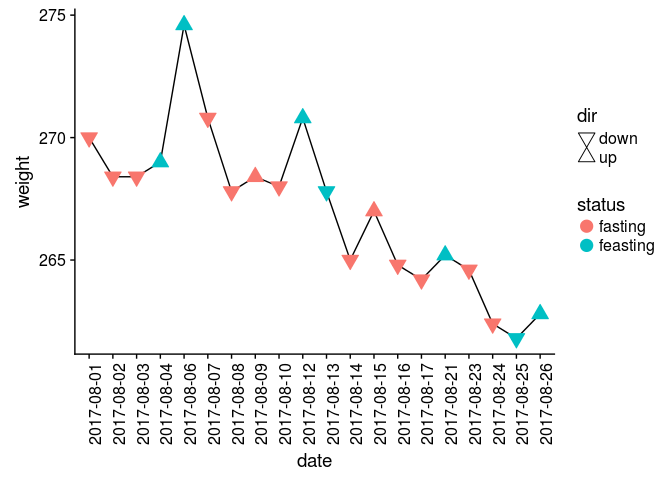 275
270
265
weight
2017-08-01
2017-08-02
2017-08-03
2017-08-04
2017-08-06
2017-08-07
2017-08-08
2017-08-09
2017-08-10
2017-08-12
2017-08-13
2017-08-14
2017-08-15
2017-08-16
2017-08-17
2017-08-21
2017-08-23
2017-08-24
2017-08-25
2017-08-26
date
dir
down
up
status
fasting
feasting